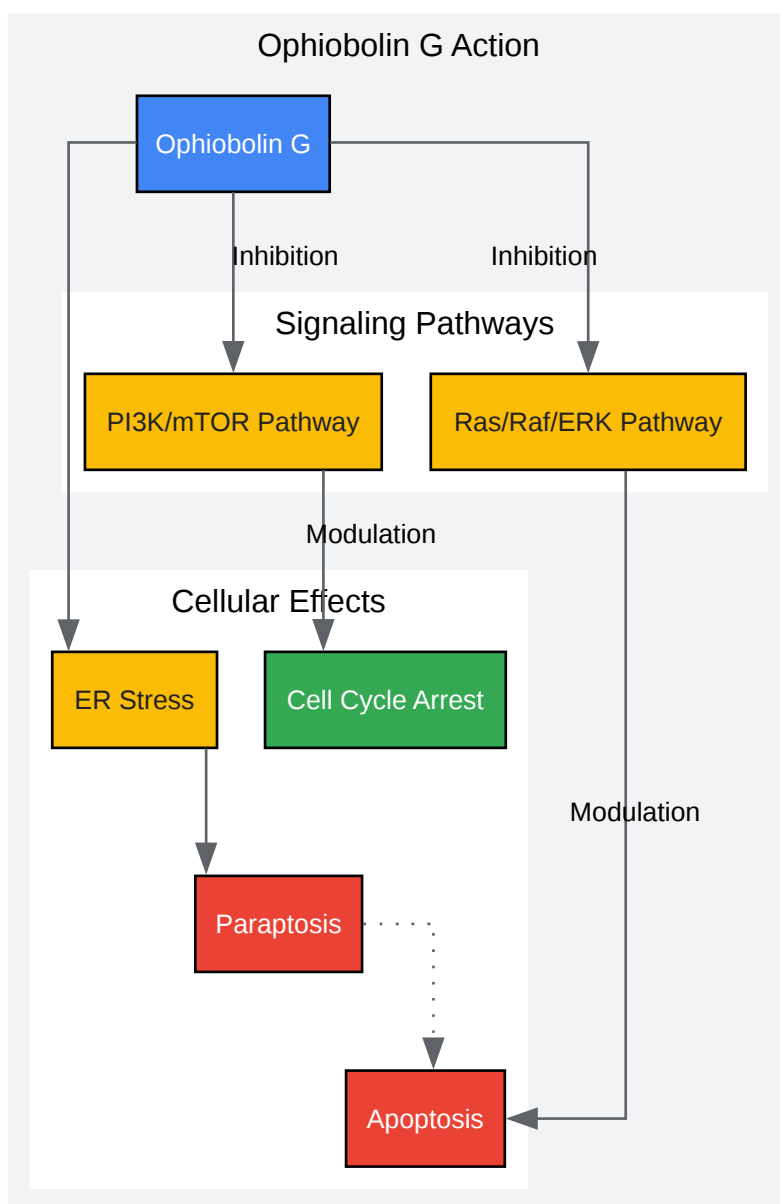 Ophiobolin G Action
Ophiobolin G
Inhibition
Inhibition
Signaling Pathways
PI3K/mTOR Pathway
Ras/Raf/ERK Pathway
Modulation
Cellular Effects
ER Stress
Cell Cycle Arrest
Modulation
Paraptosis
Apoptosis